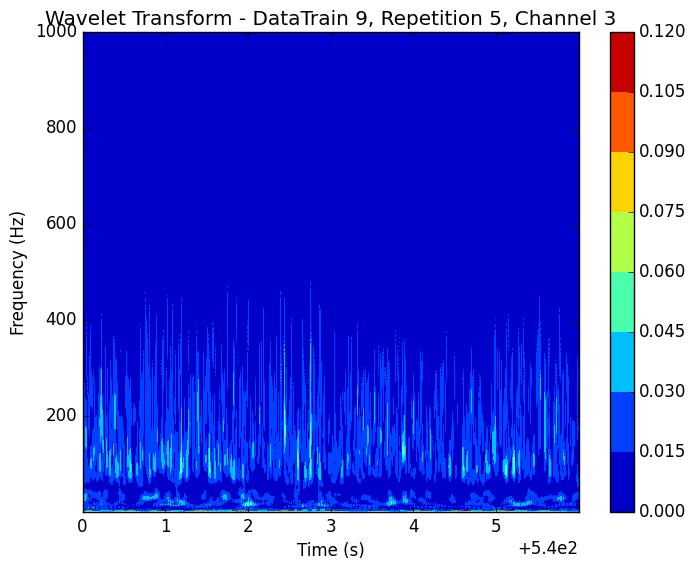 Wavelet Transform - DataTrain 9, Repetition 5, Channel 3
1000
800
600
400
200
Frequency (Hz)
0 1 2 3 4 5
Time (s)
+5.4e2
0.120
0.105
0.090
0.075
0.060
0.045
0.030
0.015
0.000